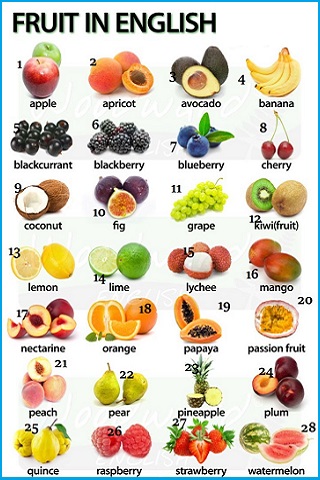 FRUIT IN ENGLISH
1 2 3 4
apple apricot avocado banana
5 6 7 8
blackcurrant blackberry blueberry cherry
9 10 11 12
coconut fig grape kiwi(fruit)
13 14 15 16
lemon lime lychee mango
17 18 19 20
nectarine orange papaya passion fruit
21 22 23 24
peach pear pineapple plum
25 26 27 28
quince raspberry strawberry watermelon